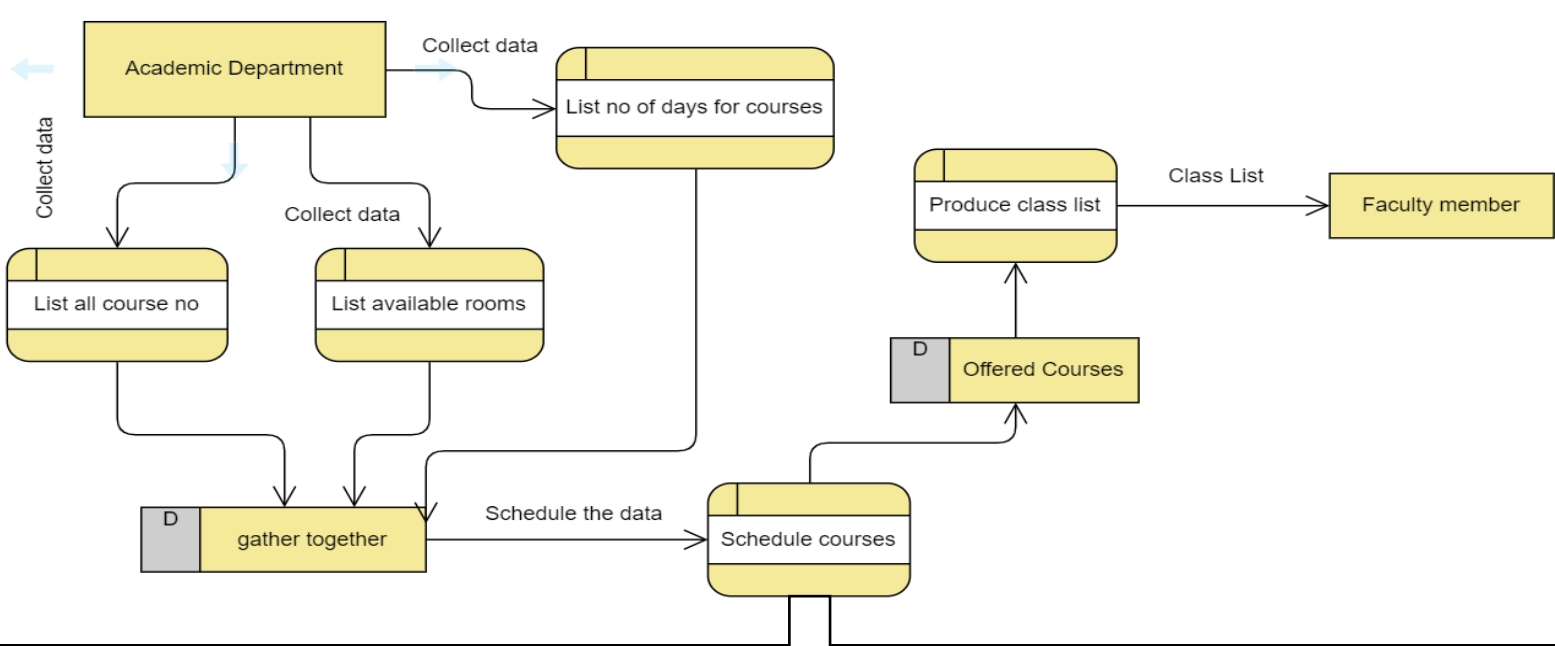 Academic Department
Collect data
List no of days for courses
Collect data
Collect data
Produce class list
Class List
Faculty member
List all course no
List available rooms
D
Offered Courses
D
gather together
Schedule the data
Schedule courses